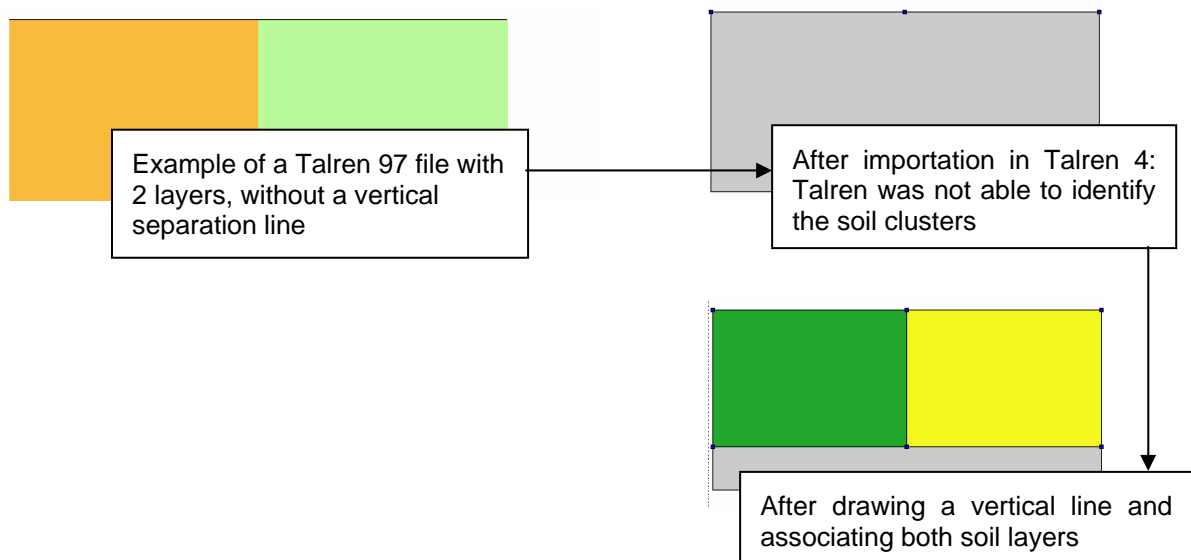 Example of a Talren 97 file with
2 layers, without a vertical
separation line
After importation in Talren 4:
Talren was not able to identify
the soil clusters
After drawing a vertical line and
associating both soil layers